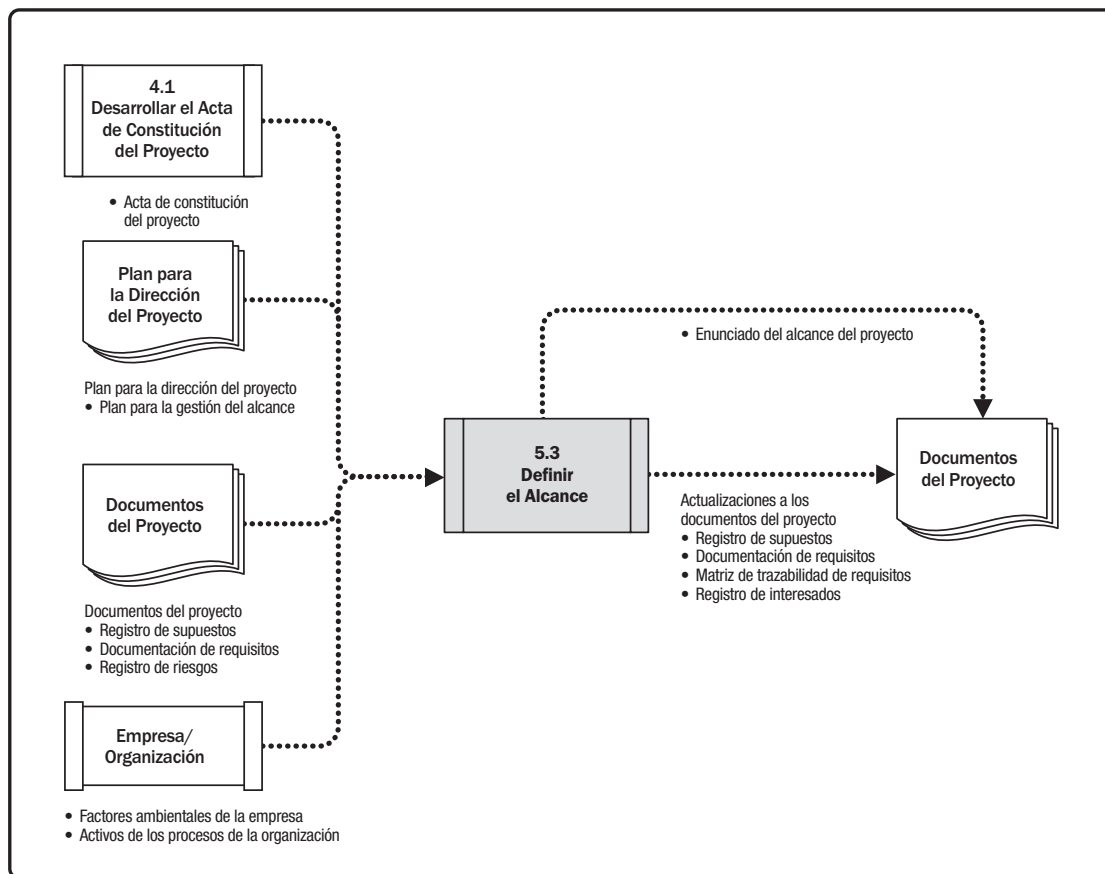 4.1
Desarrollar el Acta
de Constitución
del Proyecto
• Acta de constitución
del proyecto
Plan para
la Dirección
del Proyecto
Plan para la dirección del proyecto
• Plan para la gestión del alcance
Documentos
del Proyecto
Documentos del proyecto
• Registro de supuestos
• Documentación de requisitos
• Registro de riesgos
Empresa/
Organización
• Factores ambientales de la empresa
• Activos de los procesos de la organización
5.3
Definir
el Alcance
• Enunciado del alcance del proyecto
Actualizaciones a los
documentos del proyecto
• Registro de supuestos
• Documentación de requisitos
• Matriz de trazabilidad de requisitos
• Registro de interesados
Documentos
del Proyecto